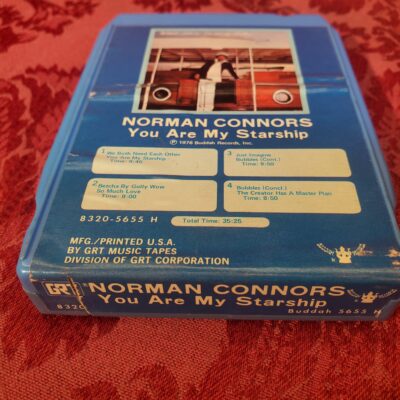 NORMAN CONNORS
You Are My Starship
℗ 1976 Buddah Records, Inc.
1 We Both Need Each Other
You Are My Starship
Time: 9:45
3 Just Imagine
Bubbles (Cont.)
Time: 8:50
2 Betcha By Golly Wow
So Much Love
Time: 8:00
4 Bubbles (Concl.)
The Creator Has A Master Plan
Time: 8:50
8320-5655 H
Total Time: 35:25
MFG./PRINTED U.S.A.
BY GRT MUSIC TAPES
DIVISION OF GRT CORPORATION
GRT
NORMAN CONNORS
8320
You Are My Starship
Buddah 5655 H